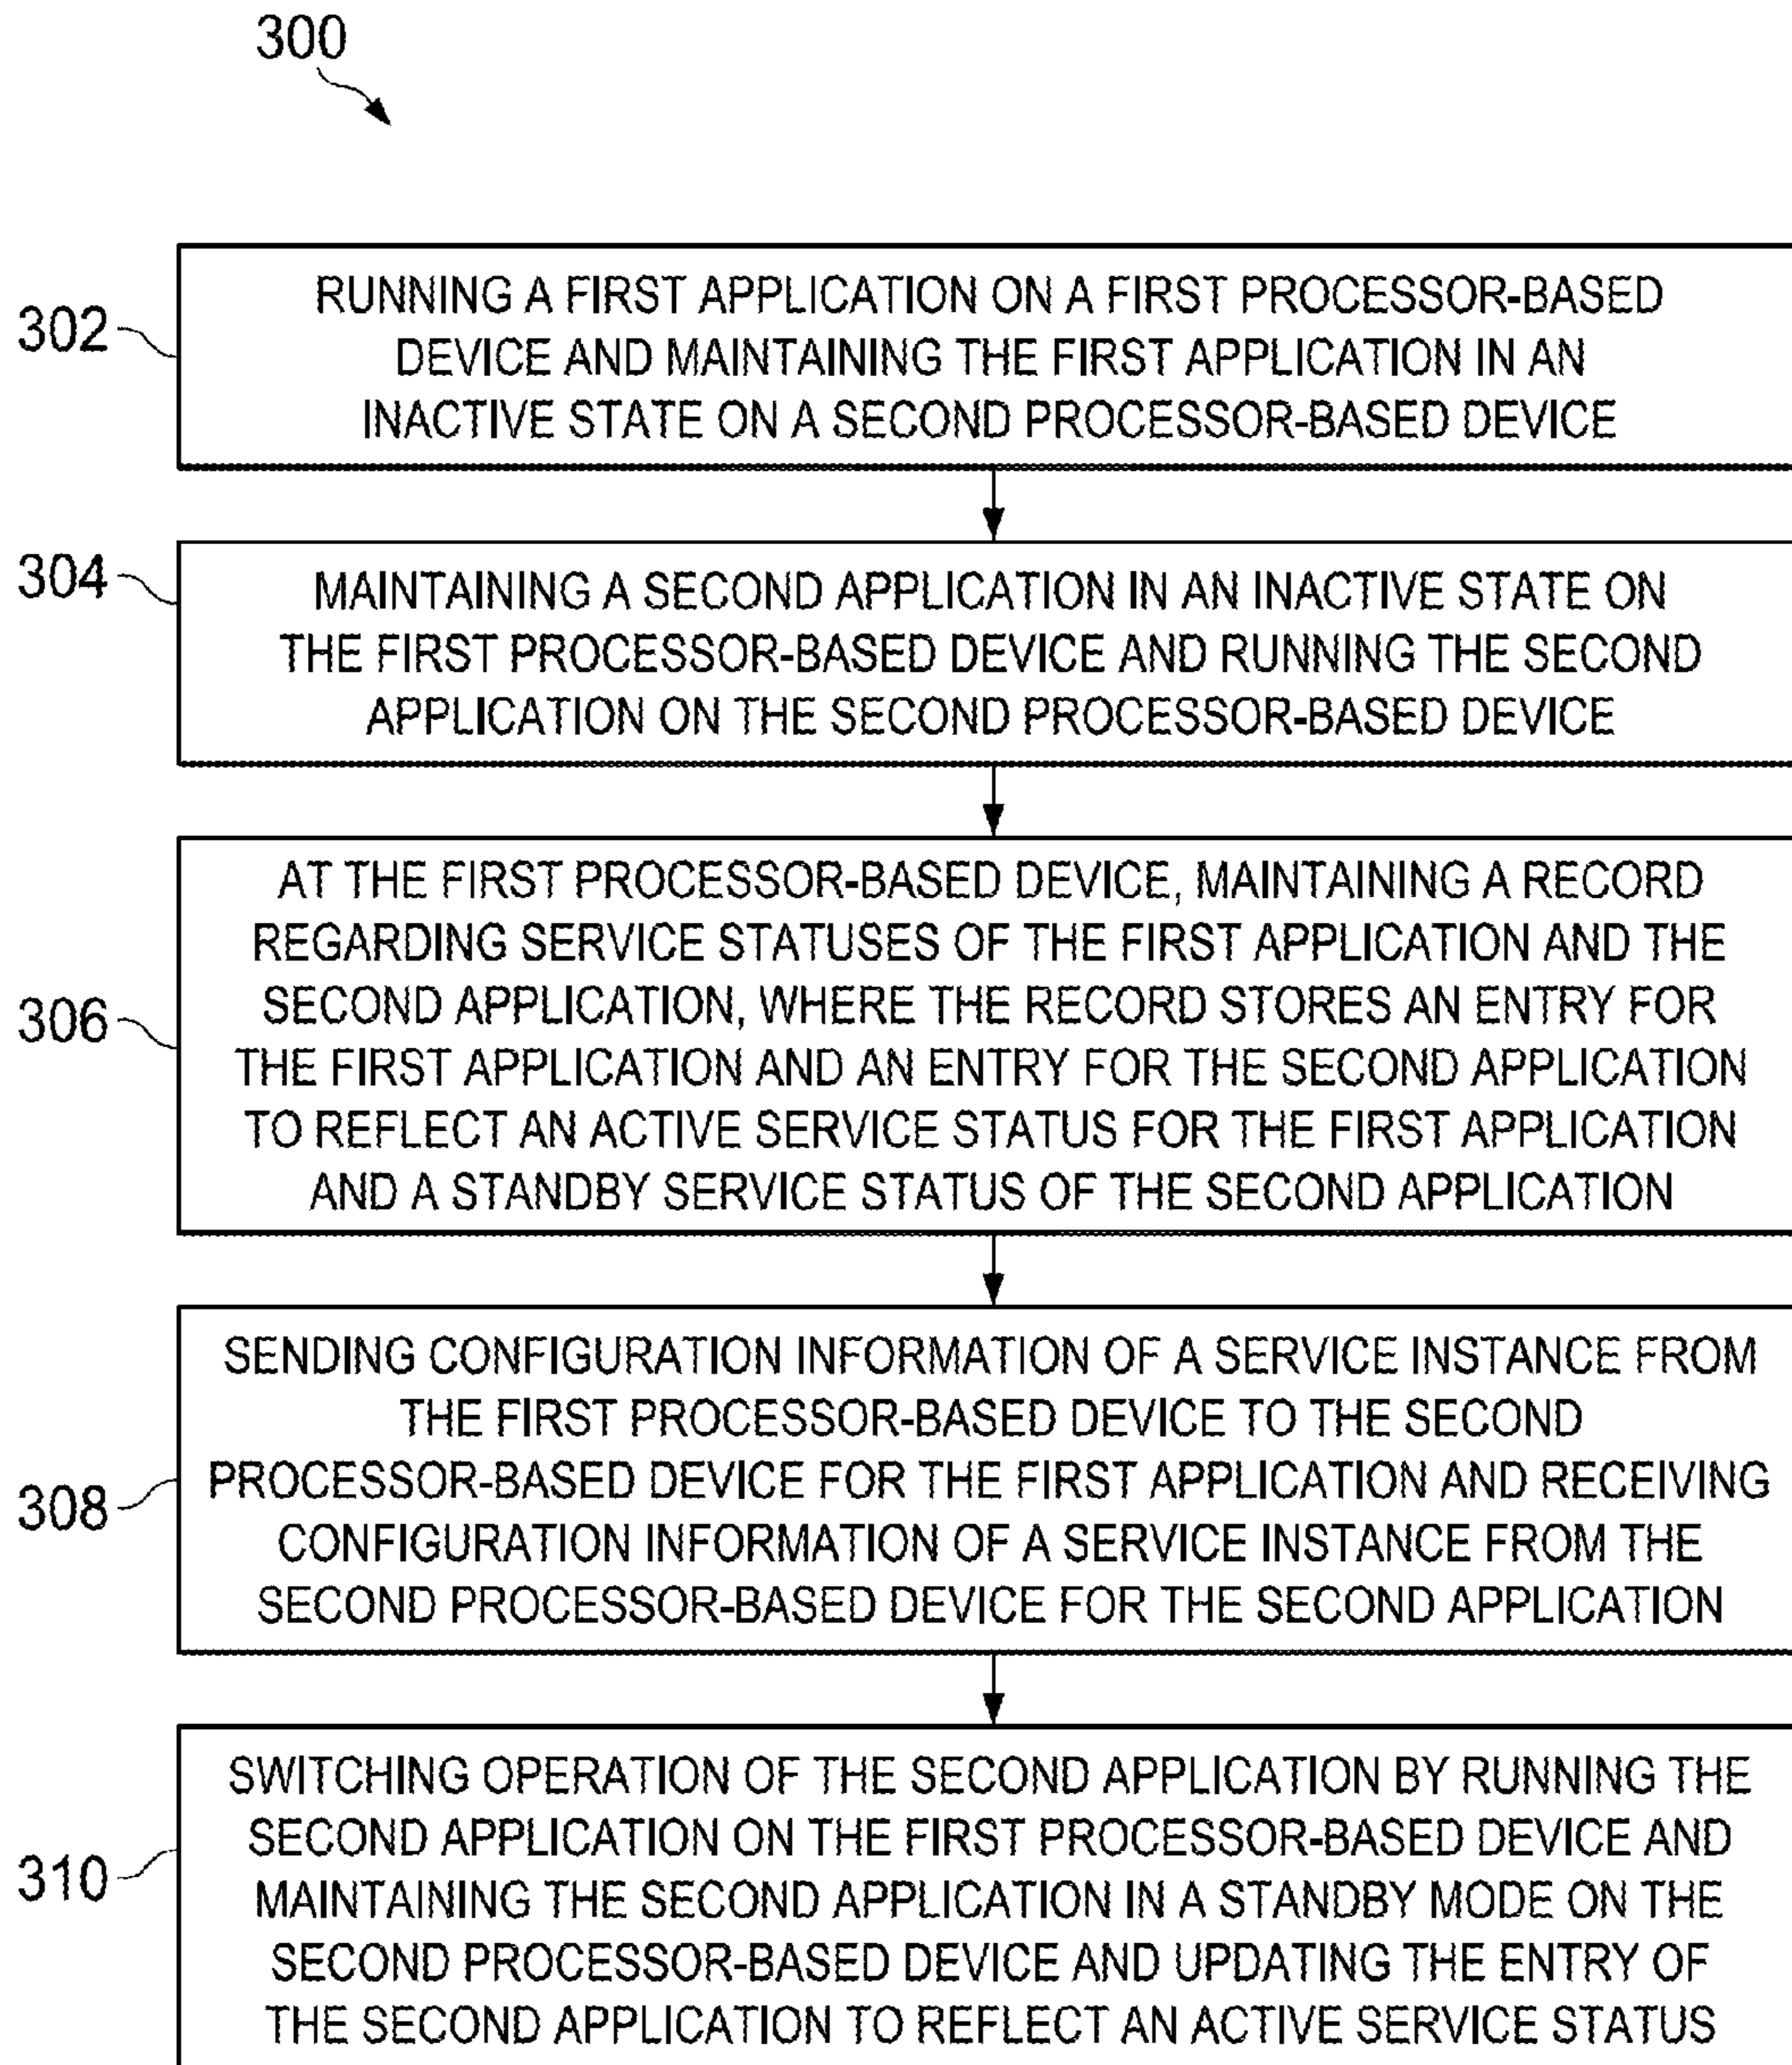 300
302
RUNNING A FIRST APPLICATION ON A FIRST PROCESSOR-BASED
DEVICE AND MAINTAINING THE FIRST APPLICATION IN AN
INACTIVE STATE ON A SECOND PROCESSOR-BASED DEVICE
304
MAINTAINING A SECOND APPLICATION IN AN INACTIVE STATE ON
THE FIRST PROCESSOR-BASED DEVICE AND RUNNING THE SECOND
APPLICATION ON THE SECOND PROCESSOR-BASED DEVICE
306
AT THE FIRST PROCESSOR-BASED DEVICE, MAINTAINING A RECORD
REGARDING SERVICE STATUSES OF THE FIRST APPLICATION AND THE
SECOND APPLICATION, WHERE THE RECORD STORES AN ENTRY FOR
THE FIRST APPLICATION AND AN ENTRY FOR THE SECOND APPLICATION
TO REFLECT AN ACTIVE SERVICE STATUS FOR THE FIRST APPLICATION
AND A STANDBY SERVICE STATUS OF THE SECOND APPLICATION
308
SENDING CONFIGURATION INFORMATION OF A SERVICE INSTANCE FROM
THE FIRST PROCESSOR-BASED DEVICE TO THE SECOND
PROCESSOR-BASED DEVICE FOR THE FIRST APPLICATION AND RECEIVING
CONFIGURATION INFORMATION OF A SERVICE INSTANCE FROM THE
SECOND PROCESSOR-BASED DEVICE FOR THE SECOND APPLICATION
310
SWITCHING OPERATION OF THE SECOND APPLICATION BY RUNNING THE
SECOND APPLICATION ON THE FIRST PROCESSOR-BASED DEVICE AND
MAINTAINING THE SECOND APPLICATION IN A STANDBY MODE ON THE
SECOND PROCESSOR-BASED DEVICE AND UPDATING THE ENTRY OF
THE SECOND APPLICATION TO REFLECT AN ACTIVE SERVICE STATUS